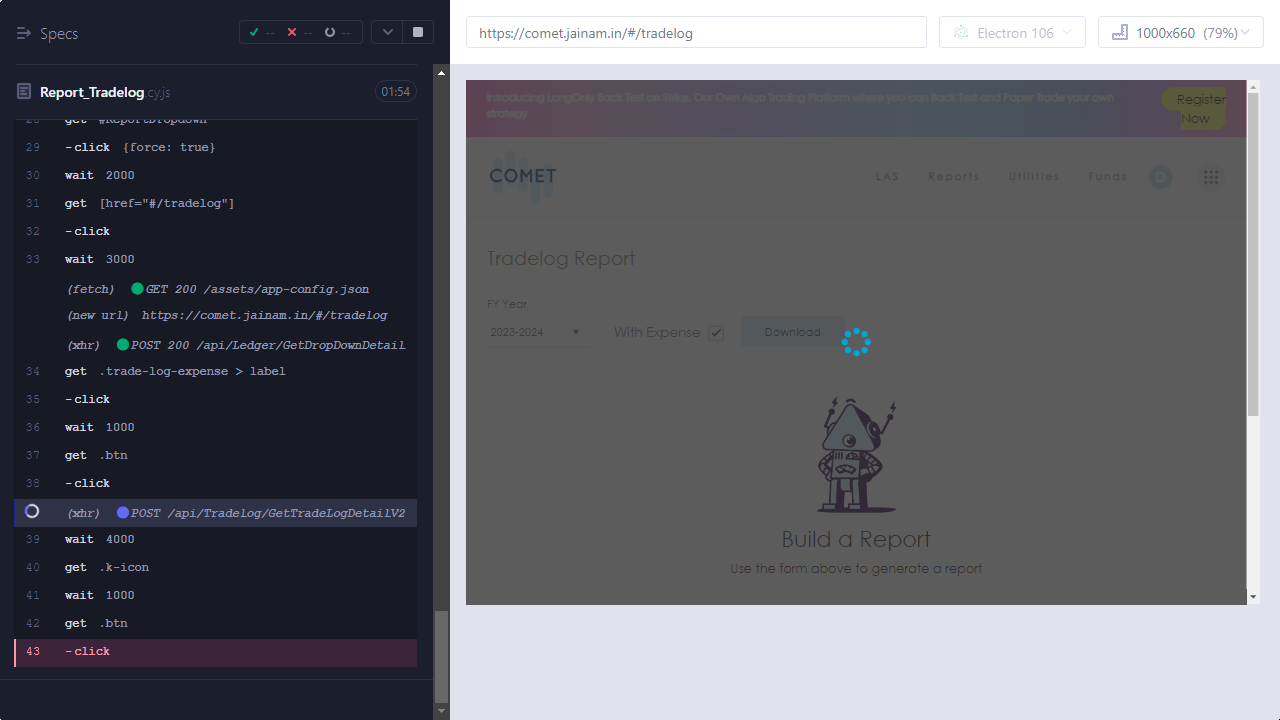 Specs
--
--
--
Report_Tradelog.cy.js
01:54
28 get #ReportDropdown
29 -click {force: true}
30 wait 2000
31 get [href="#/tradelog"]
32 -click
33 wait 3000
(fetch) GET 200 /assets/app-config.json
(new url) https://comet.jainam.in/#/tradelog
(xhr) POST 200 /api/Ledger/GetDropDownDetail
34 get .trade-log-expense > label
35 -click
36 wait 1000
37 get .btn
38 -click
(xhr) POST /api/Tradelog/GetTradeLogDetailV2
39 wait 4000
40 get .k-icon
41 wait 1000
42 get .btn
43 -click
https://comet.jainam.in/#/tradelog
Electron 106
1000x660 (79%)
Introducing LongOnly Back Test on Strike, Our Own Algo Trading Platform where you can Back Test and Paper Trade your own
strategy
Register
Now
COMET
LAS
Reports
Utilities
Funds
D
Tradelog Report
FY Year
2023-2024
With Expense
Download
Build a Report
Use the form above to generate a report